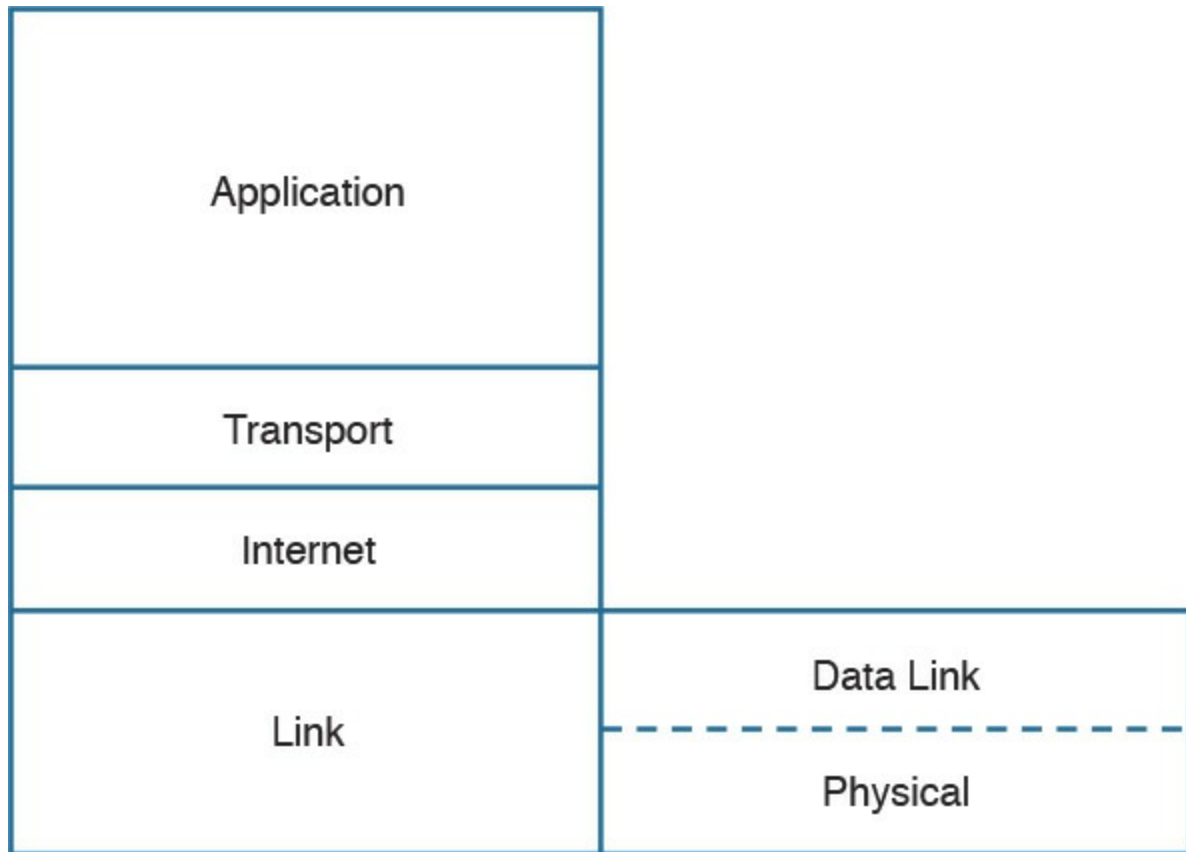 Application
Transport
Internet
Link
Data Link
Physical